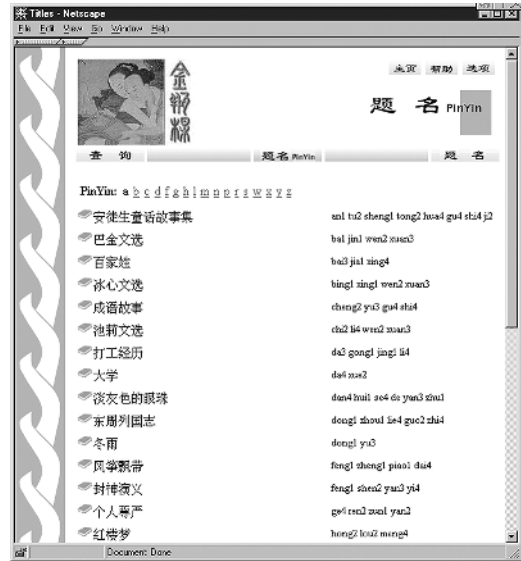 Titles - Netscape
File Edit View Go Window Help
金瓶梅
主页 帮助 选项
题 名 PinYin
查 询 题名 PinYin 题 名
PinYin: a b c d f g h l m n p r s w x y z
安徒生童话故事集 an1 tu2 sheng1 tong2 hua4 gu4 shi4 ji2
巴金文选 ba1 jin1 wen2 xuan3
百家姓 bai3 jia1 xing4
冰心文选 bing1 xing1 wen2 xuan3
成语故事 cheng2 yu3 gu4 shi4
池莉文选 chi2 li4 wen2 xuan3
打工经历 da3 gong1 jing1 li4
大学 da4 xue2
淡灰色的眼珠 dan4 hui1 se4 de yan3 zhu1
东周列国志 dong1 zhou1 lie4 guo2 zhi4
冬雨 dong1 yu3
风筝飘带 feng1 zheng1 piao1 dai4
封神演义 feng1 shen2 yan3 yi4
个人尊严 ge4 ren2 zun1 yan2
红楼梦 hong2 lou2 meng4
Document: Done